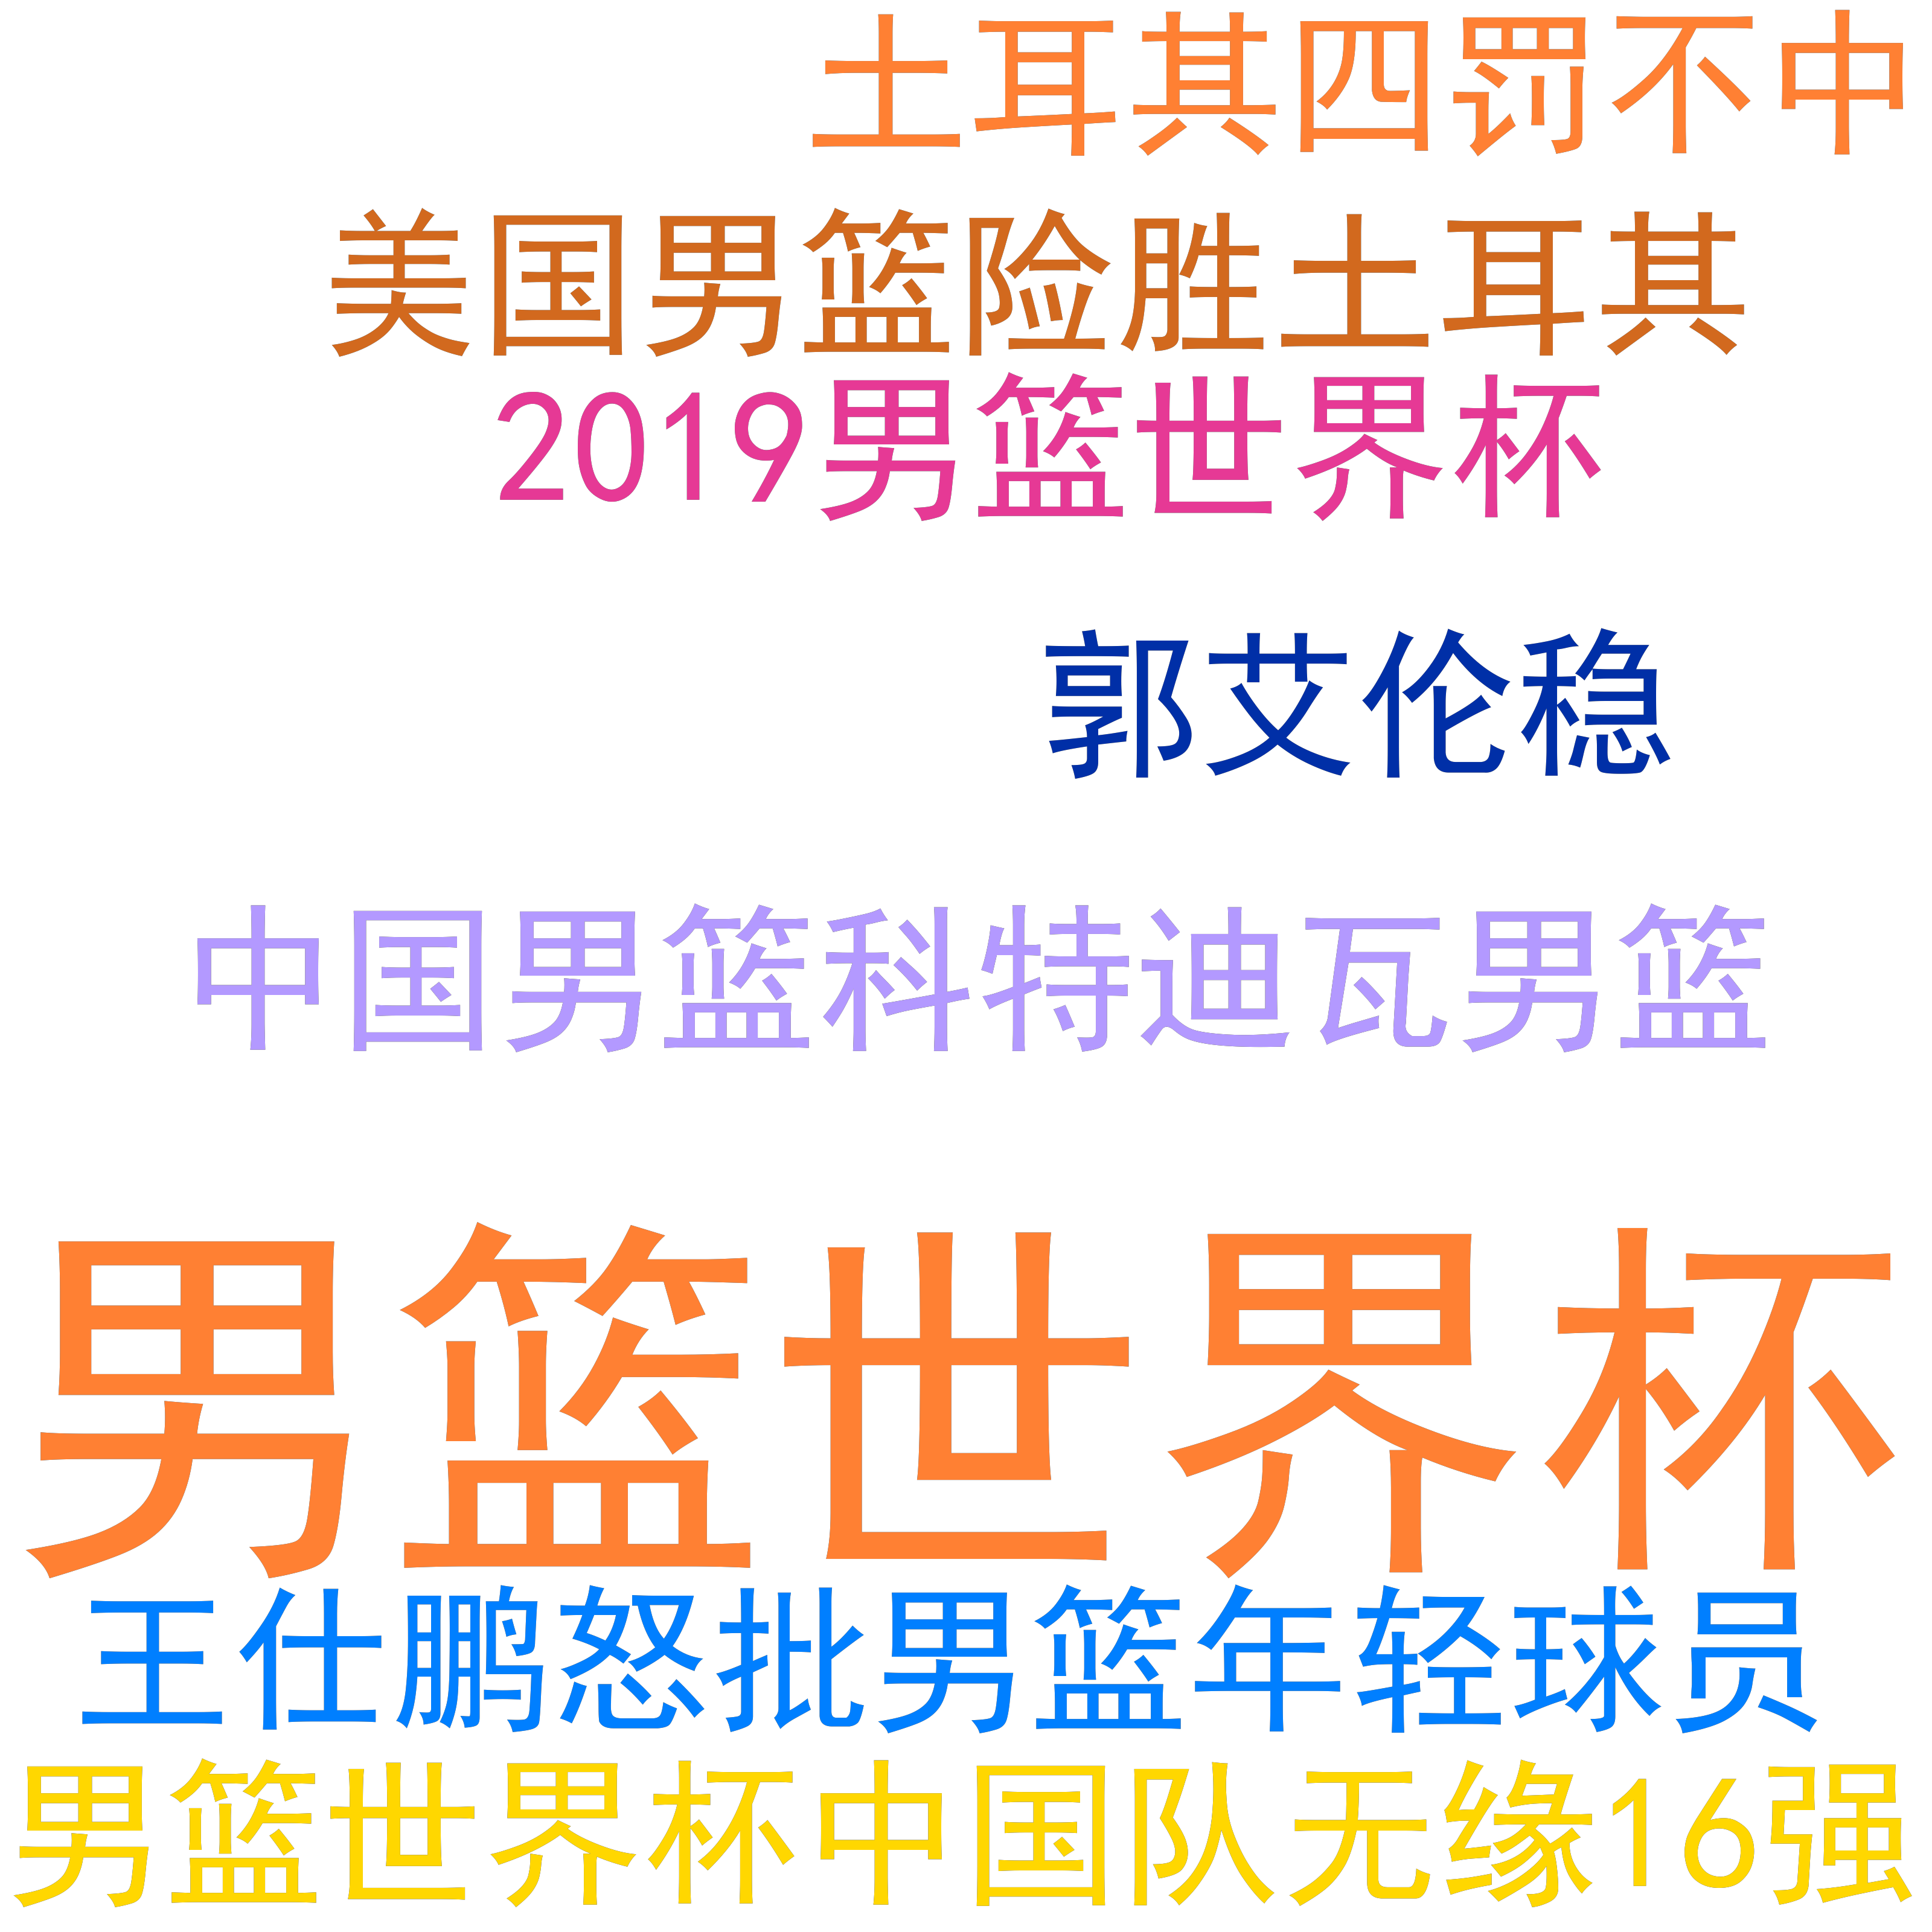 土耳其四罚不中
美国男篮险胜土耳其
2019男篮世界杯
郭艾伦稳
中国男篮科特迪瓦男篮
男篮世界杯
王仕鹏怒批男篮年轻球员
男篮世界杯中国队无缘16强